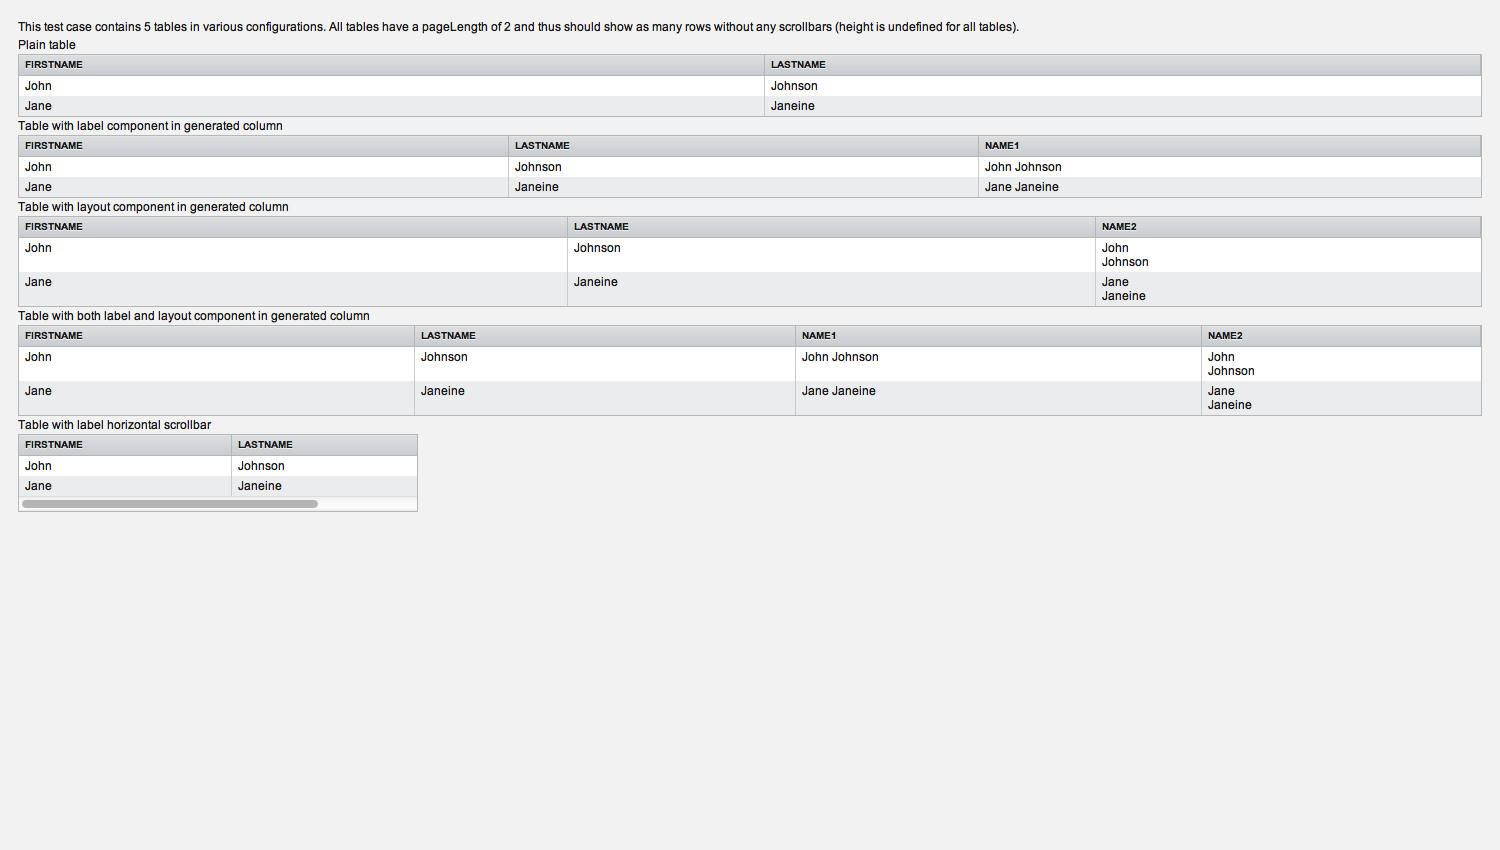 This test case contains 5 tables in various configurations. All tables have a pageLength of 2 and thus should show as many rows without any scrollbars (height is undefined for all tables).
Plain table
FIRSTNAME LASTNAME
John Johnson
Jane Janeine
Table with label component in generated column
FIRSTNAME LASTNAME NAME1
John Johnson John Johnson
Jane Janeine Jane Janeine
Table with layout component in generated column
FIRSTNAME LASTNAME NAME2
John Johnson John
Johnson
Jane Janeine Jane
Janeine
Table with both label and layout component in generated column
FIRSTNAME LASTNAME NAME1 NAME2
John Johnson John Johnson John
Johnson
Jane Janeine Jane Janeine Jane
Janeine
Table with label horizontal scrollbar
FIRSTNAME LASTNAME
John Johnson
Jane Janeine